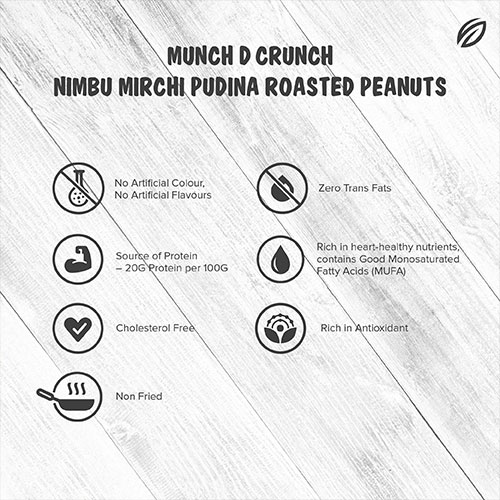 MUNCH D CRUNCH
NIMBU MIRCHI PUDINA ROASTED PEANUTS
No Artificial Colour,
No Artificial Flavours
Zero Trans Fats
Source of Protein
– 20G Protein per 100G
Rich in heart-healthy nutrients,
contains Good Monosaturated
Fatty Acids (MUFA)
Cholesterol Free
Rich in Antioxidant
Non Fried